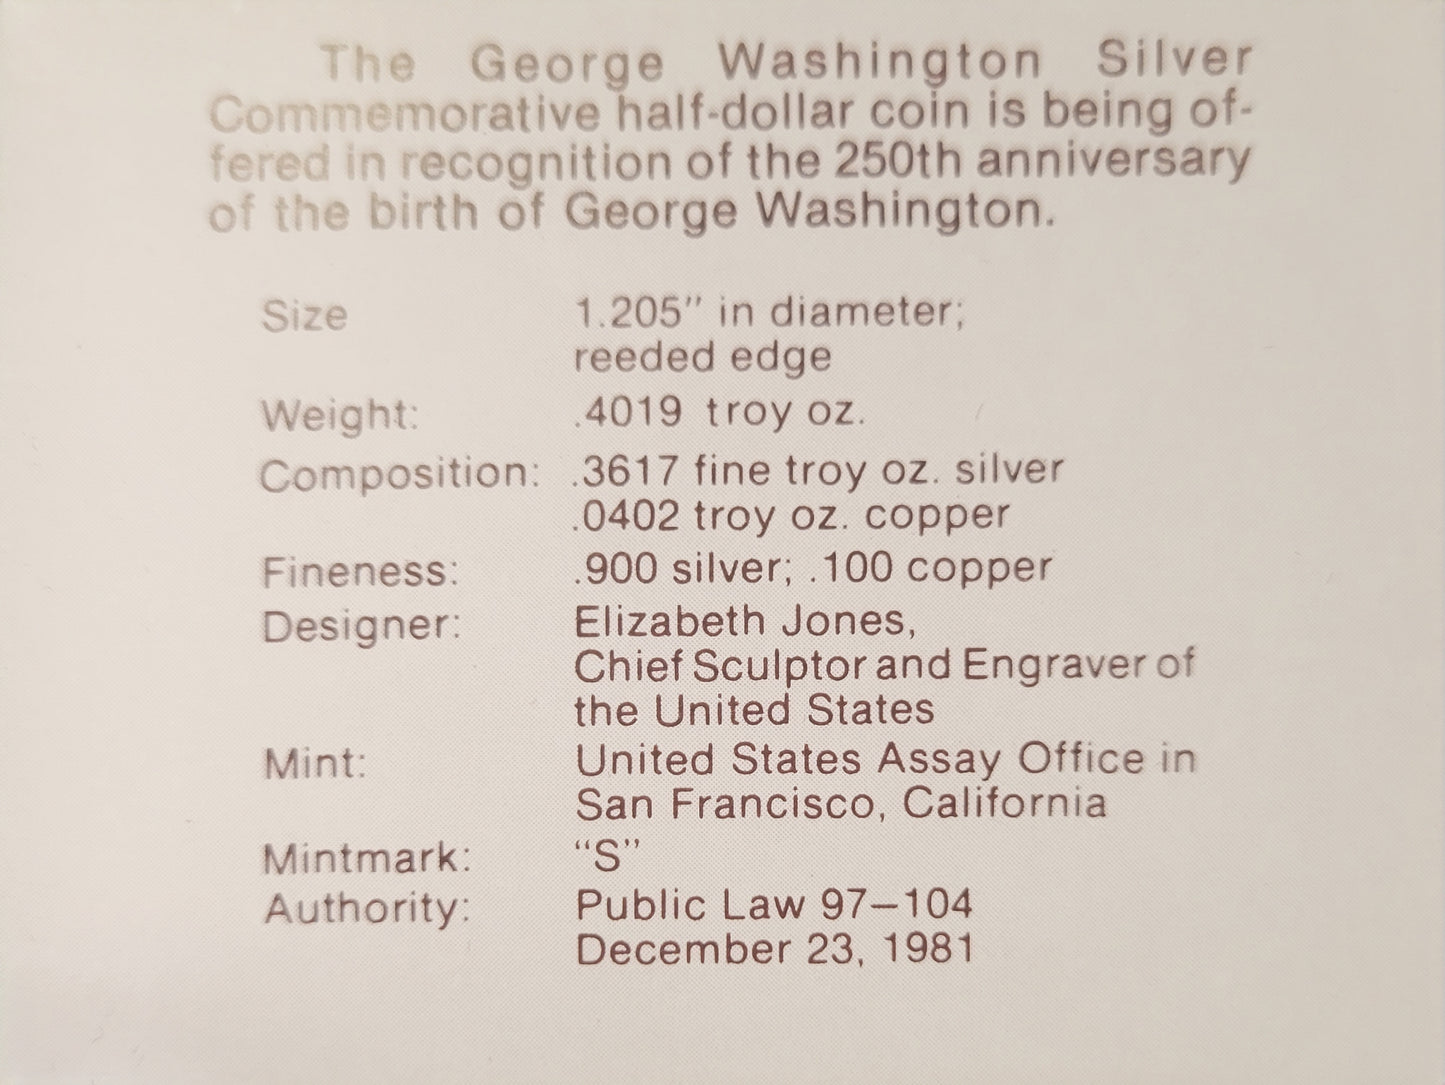 The George Washington Silver
Commemorative half-dollar coin is being of-
fered in recognition of the 250th anniversary
of the birth of George Washington.
Size 1.205" in diameter;
reeded edge
Weight: .4019 troy oz.
Composition: .3617 fine troy oz. silver
.0402 troy oz. copper
Fineness: .900 silver; .100 copper
Designer: Elizabeth Jones,
Chief Sculptor and Engraver of
the United States
Mint: United States Assay Office in
San Francisco, California
Mintmark: “S”
Authority: Public Law 97–104
December 23, 1981